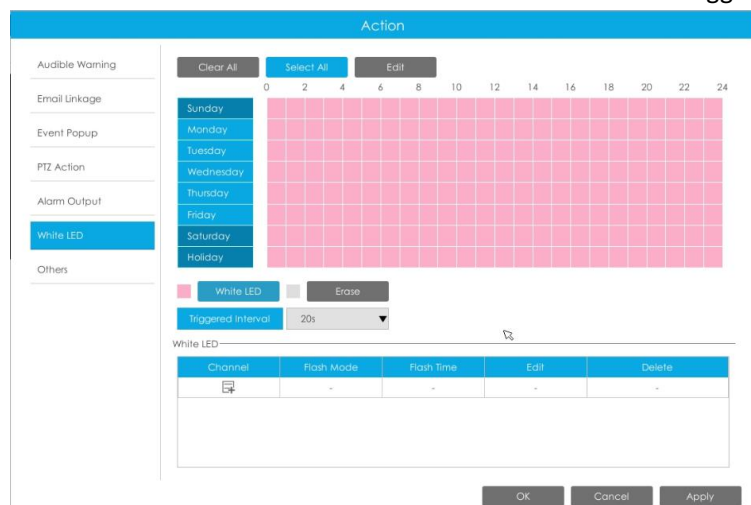 Action
Audible Warning
Email Linkage
Event Popup
PTZ Action
Alarm Output
White LED
Others
Clear All Select All Edit
0 2 4 6 8 10 12 14 16 18 20 22 24
Sunday
Monday
Tuesday
Wednesday
Thursday
Friday
Saturday
Holiday
White LED Erase
Triggered Interval 20s
White LED
Channel Flash Mode Flash Time Edit Delete
- - - -
OK Cancel Apply